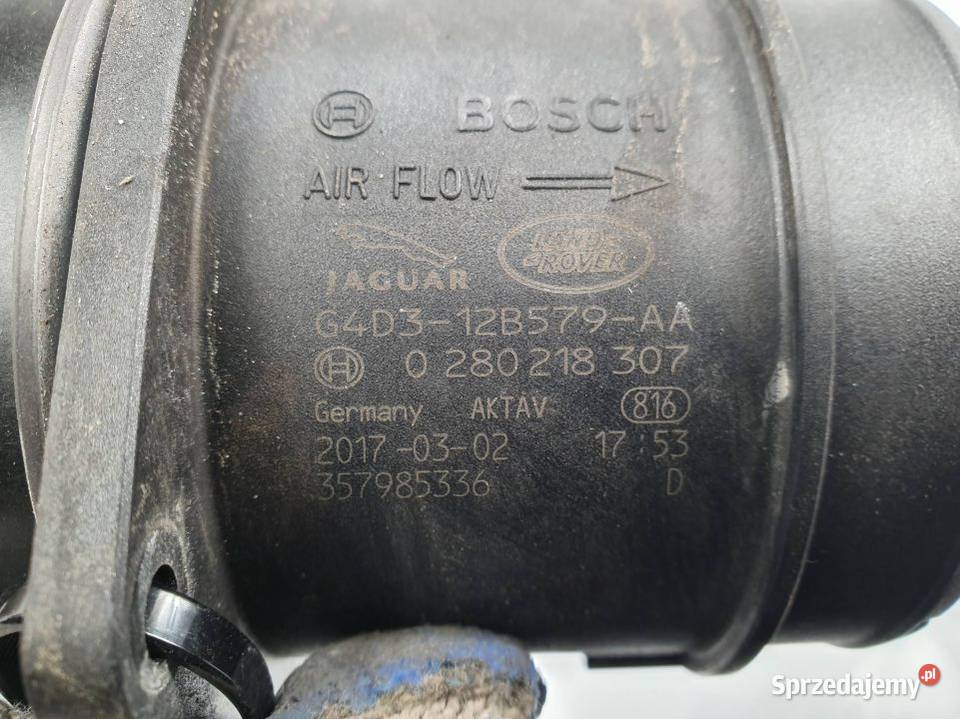 BOSCH
AIR FLOW
JAGUAR
LAND ROVER
G4D3-12B579-AA
0 280 218 307
Germany AKTAV 816
2017-03-02 17:53
357985336 D
Sprzedajemy.pl